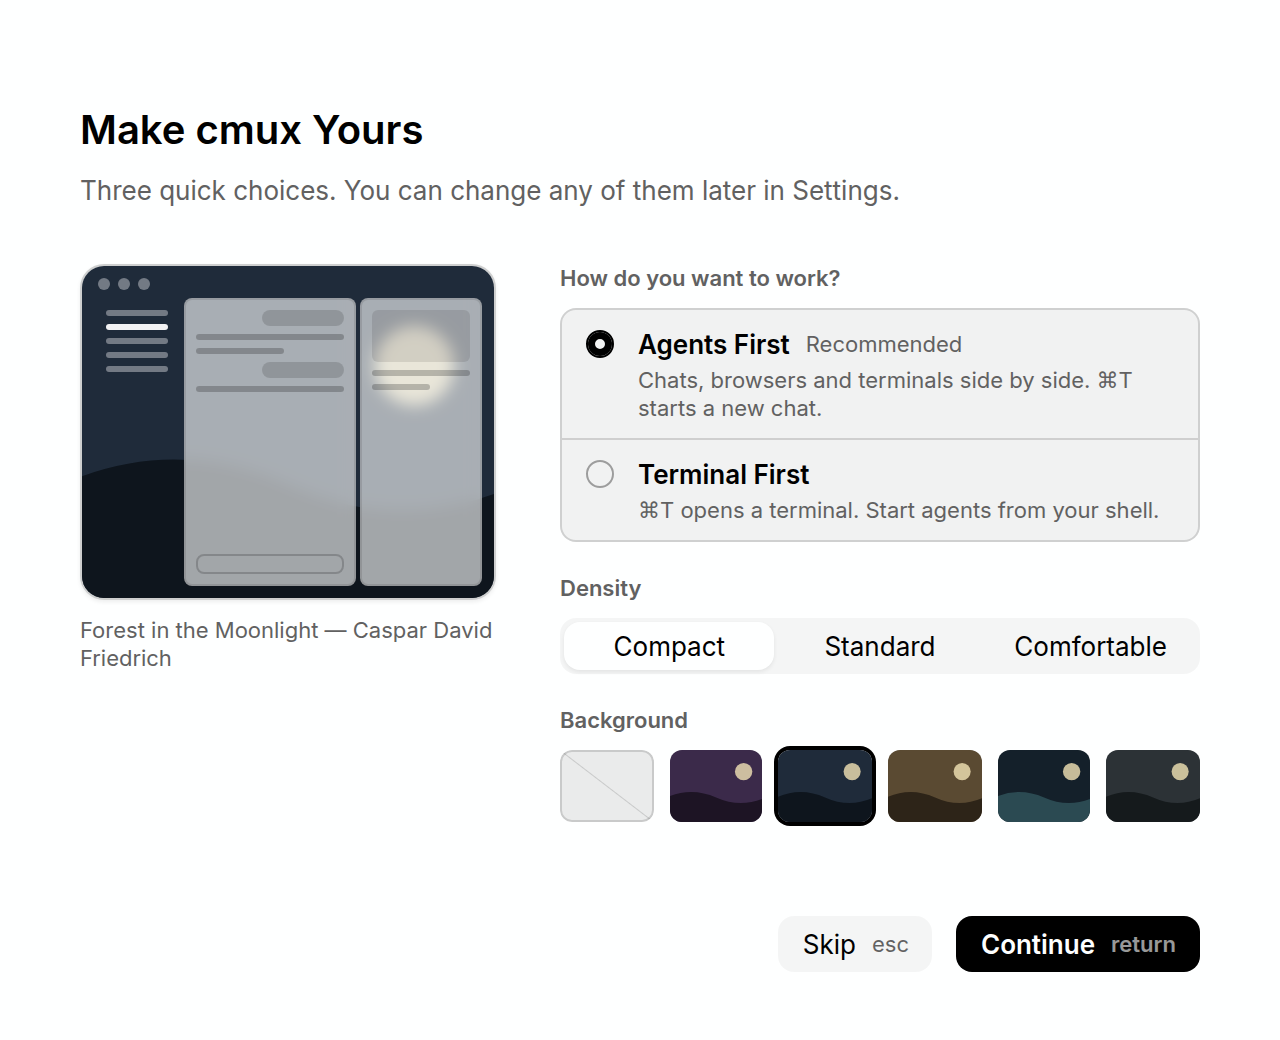 Make cmux Yours
Three quick choices. You can change any of them later in Settings.
How do you want to work?
Agents First Recommended
Chats, browsers and terminals side by side. ⌘T
starts a new chat.
Terminal First
⌘T opens a terminal. Start agents from your shell.
Forest in the Moonlight — Caspar David
Friedrich
Density
Compact Standard Comfortable
Background
Skip esc Continue return